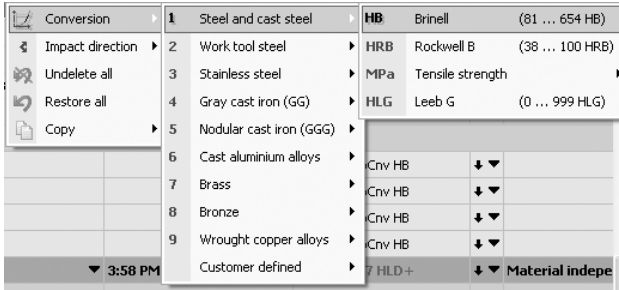 Conversion
Impact direction
Undelete all
Restore all
Copy
1 Steel and cast steel
2 Work tool steel
3 Stainless steel
4 Gray cast iron (GG)
5 Nodular cast iron (GGG)
6 Cast aluminium alloys
7 Brass
8 Bronze
9 Wrought copper alloys
Customer defined
HB Brinell (81 ... 654 HB)
HRB Rockwell B (38 ... 100 HRB)
MPa Tensile strength
HLG Leeb G (0 ... 999 HLG)
Cnv HB
Cnv HB
Cnv HB
Cnv HB
3:58 PM 7 HLD+ Material indepe